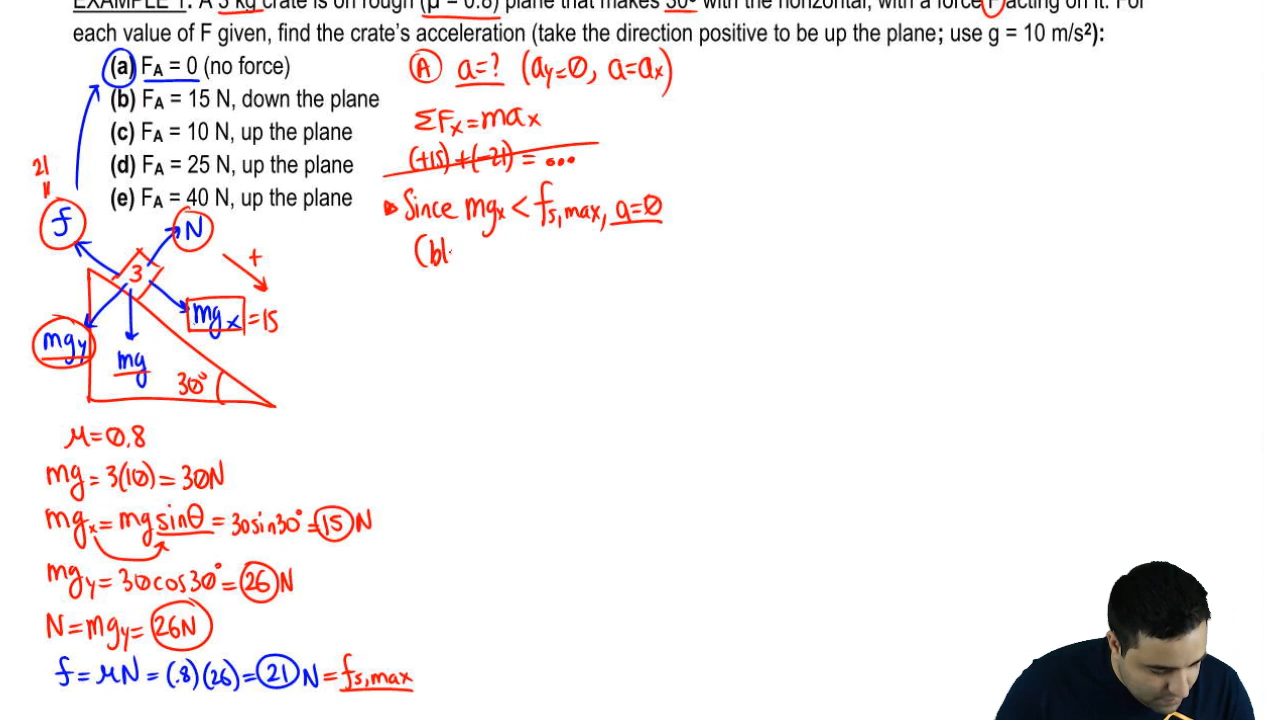 EXAMPLE 1: A 3 kg crate is on rough (μ = 0.8) plane that makes 30º with the horizontal, with a force F acting on it. For
each value of F given, find the crate's acceleration (take the direction positive to be up the plane; use g = 10 m/s²):
(a) FA = 0 (no force)
(b) FA = 15 N, down the plane
(c) FA = 10 N, up the plane
(d) FA = 25 N, up the plane
(e) FA = 40 N, up the plane
(A) a=? (ay=0, a=ax)
ΣFx=max
(+15)+(-21)=...
Since mgx < fs,max, a=0
(bl
21
=
f
N
+
3
mgx =15
mgy
mg
30°
μ=0.8
mg=3(10)=30N
mgx=mg sinθ=30sin30°=15N
mgy=30cos30°=26N
N=mgy=26N
f=μN=(.8)(26)=21N=fs,max